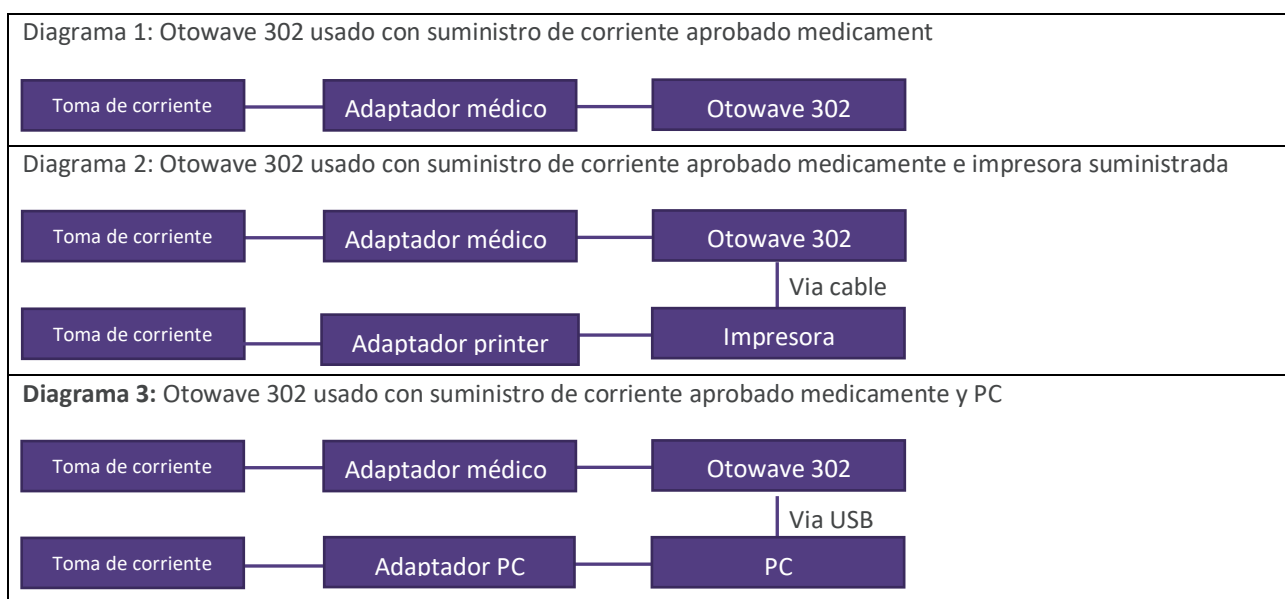 Diagrama 1: Otowave 302 usado con suministro de corriente aprobado medicament
Toma de corriente Adaptador médico Otowave 302
Diagrama 2: Otowave 302 usado con suministro de corriente aprobado medicamente e impresora suministrada
Toma de corriente Adaptador médico Otowave 302
Via cable
Toma de corriente Adaptador printer Impresora
Diagrama 3: Otowave 302 usado con suministro de corriente aprobado medicamente y PC
Toma de corriente Adaptador médico Otowave 302
Via USB
Toma de corriente Adaptador PC PC